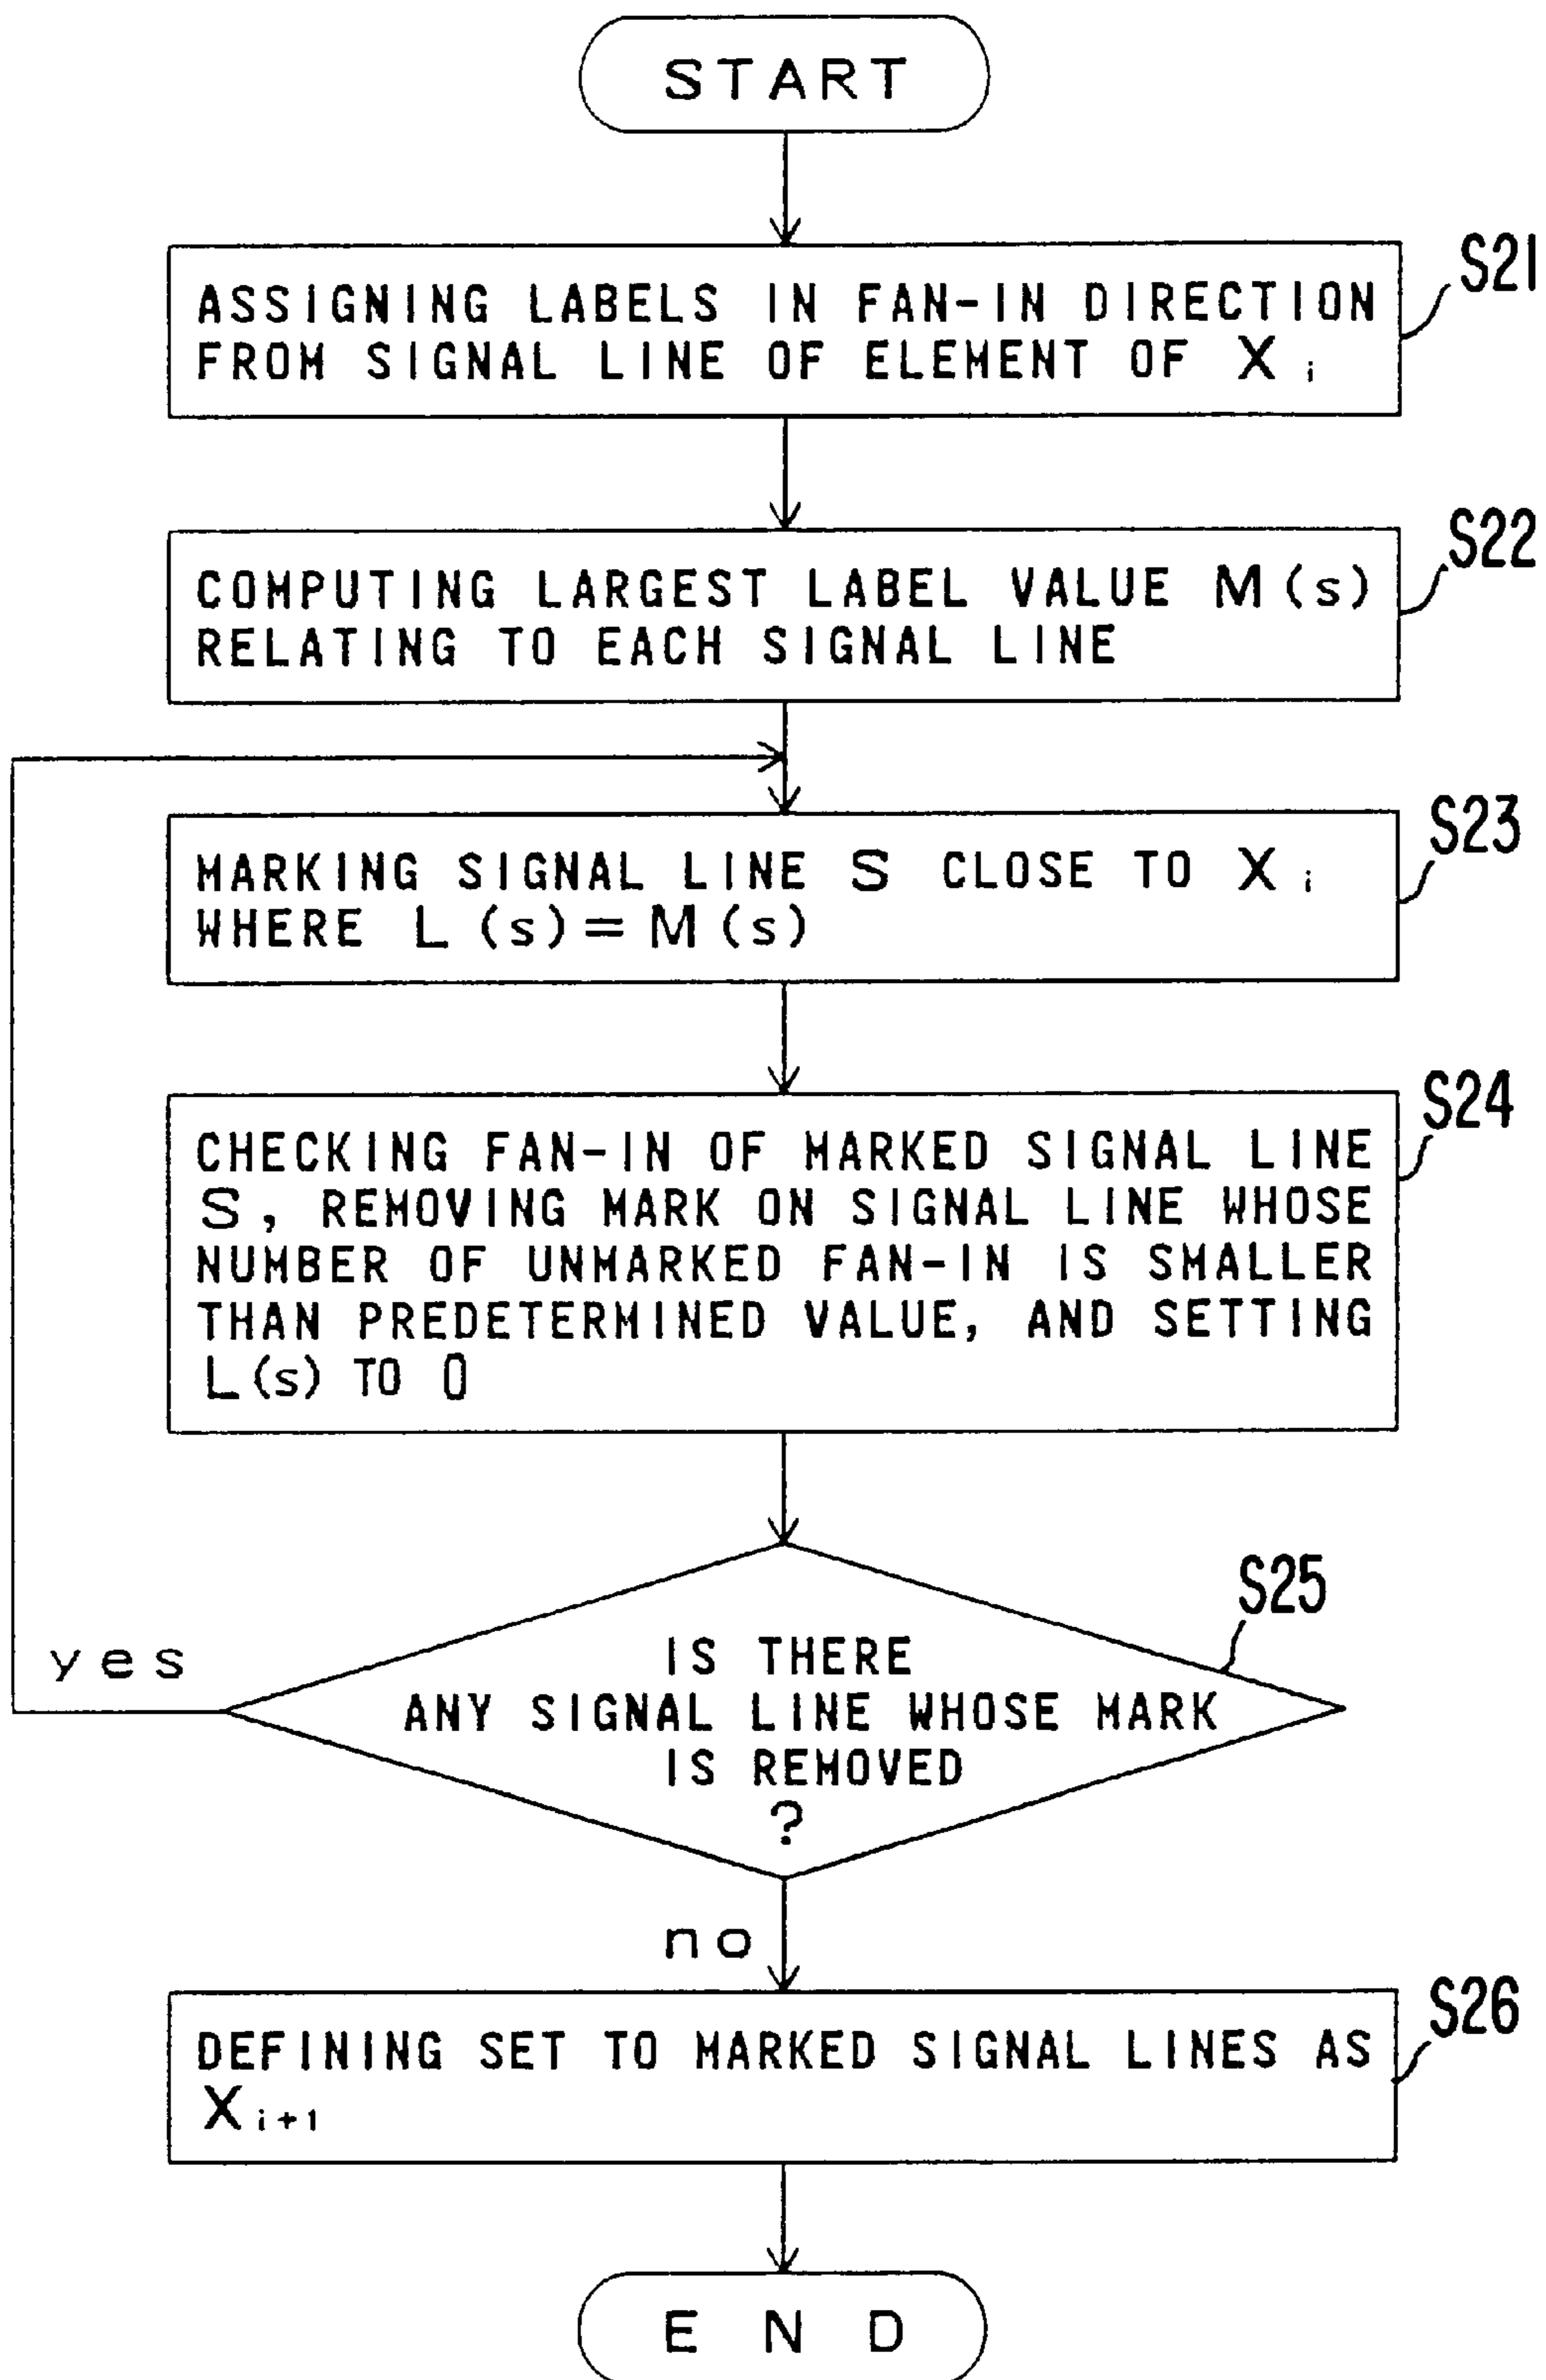 START
S21
ASSIGNING LABELS IN FAN-IN DIRECTION
FROM SIGNAL LINE OF ELEMENT OF X i
S22
COMPUTING LARGEST LABEL VALUE M(s)
RELATING TO EACH SIGNAL LINE
S23
MARKING SIGNAL LINE S CLOSE TO X i
WHERE L(s)=M(s)
S24
CHECKING FAN-IN OF MARKED SIGNAL LINE
S, REMOVING MARK ON SIGNAL LINE WHOSE
NUMBER OF UNMARKED FAN-IN IS SMALLER
THAN PREDETERMINED VALUE, AND SETTING
L(s) TO 0
S25
IS THERE
ANY SIGNAL LINE WHOSE MARK
IS REMOVED
?
yes
no
S26
DEFINING SET TO MARKED SIGNAL LINES AS
X i+1
END